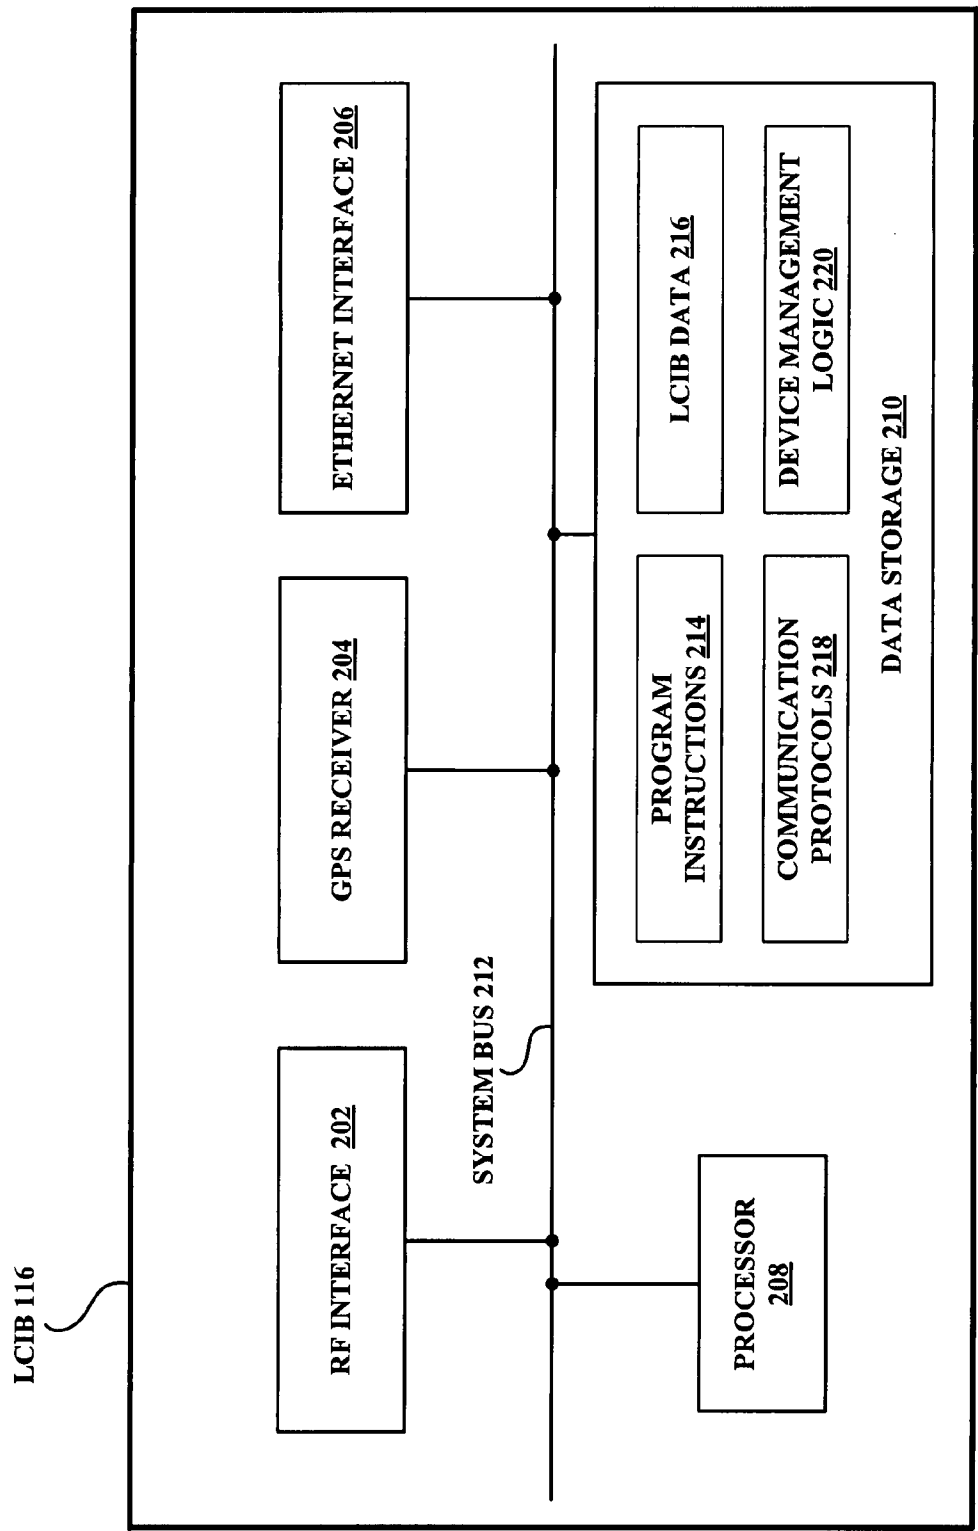 LCIB 116
RF INTERFACE 202
GPS RECEIVER 204
ETHERNET INTERFACE 206
SYSTEM BUS 212
PROCESSOR
208
PROGRAM
INSTRUCTIONS 214
LCIB DATA 216
COMMUNICATION
PROTOCOLS 218
DEVICE MANAGEMENT
LOGIC 220
DATA STORAGE 210